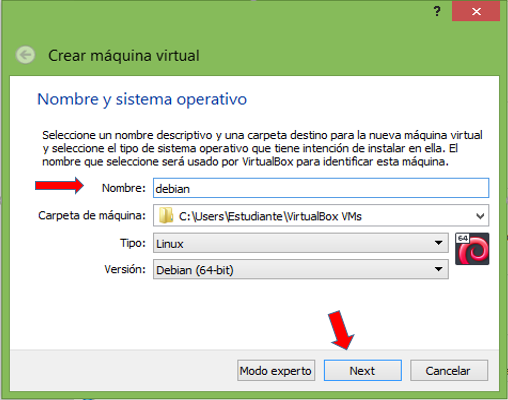 ?
Crear máquina virtual
Nombre y sistema operativo
Seleccione un nombre descriptivo y una carpeta destino para la nueva máquina virtual
y seleccione el tipo de sistema operativo que tiene intención de instalar en ella. El
nombre que seleccione será usado por VirtualBox para identificar esta máquina.
Nombre: debian
Carpeta de máquina: C:\Users\Estudiante\VirtualBox VMs
Tipo: Linux
64
Versión: Debian (64-bit)
Modo experto Next Cancelar